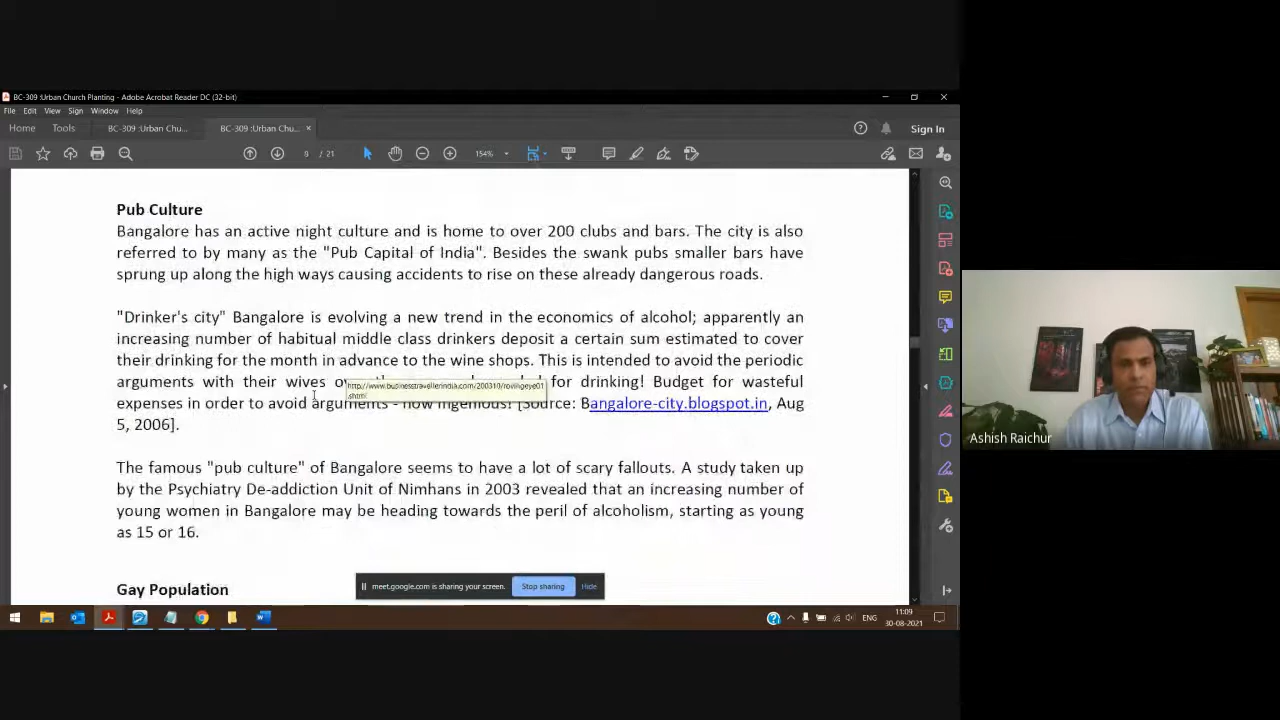 BC-309 :Urban Church Planting - Adobe Acrobat Reader DC (32-bit)
File Edit View Sign Window Help
Home Tools BC-309 :Urban Chu... BC-309 :Urban Chu... × Sign In
8 / 21 154%
Pub Culture
Bangalore has an active night culture and is home to over 200 clubs and bars. The city is also
referred to by many as the "Pub Capital of India". Besides the swank pubs smaller bars have
sprung up along the high ways causing accidents to rise on these already dangerous roads.
"Drinker's city" Bangalore is evolving a new trend in the economics of alcohol; apparently an
increasing number of habitual middle class drinkers deposit a certain sum estimated to cover
their drinking for the month in advance to the wine shops. This is intended to avoid the periodic
arguments with their wives for drinking! Budget for wasteful
http://www.businesstravellerindia.com/200310/rovingeye01
.shtml
expenses in order to avoid arguments - how ingenious! [Source: Bangalore-city.blogspot.in, Aug
5, 2006].
The famous "pub culture" of Bangalore seems to have a lot of scary fallouts. A study taken up
by the Psychiatry De-addiction Unit of Nimhans in 2003 revealed that an increasing number of
young women in Bangalore may be heading towards the peril of alcoholism, starting as young
as 15 or 16.
Gay Population
meet.google.com is sharing your screen. Stop sharing Hide
ENG
11:09
30-08-2021
Ashish Raichur